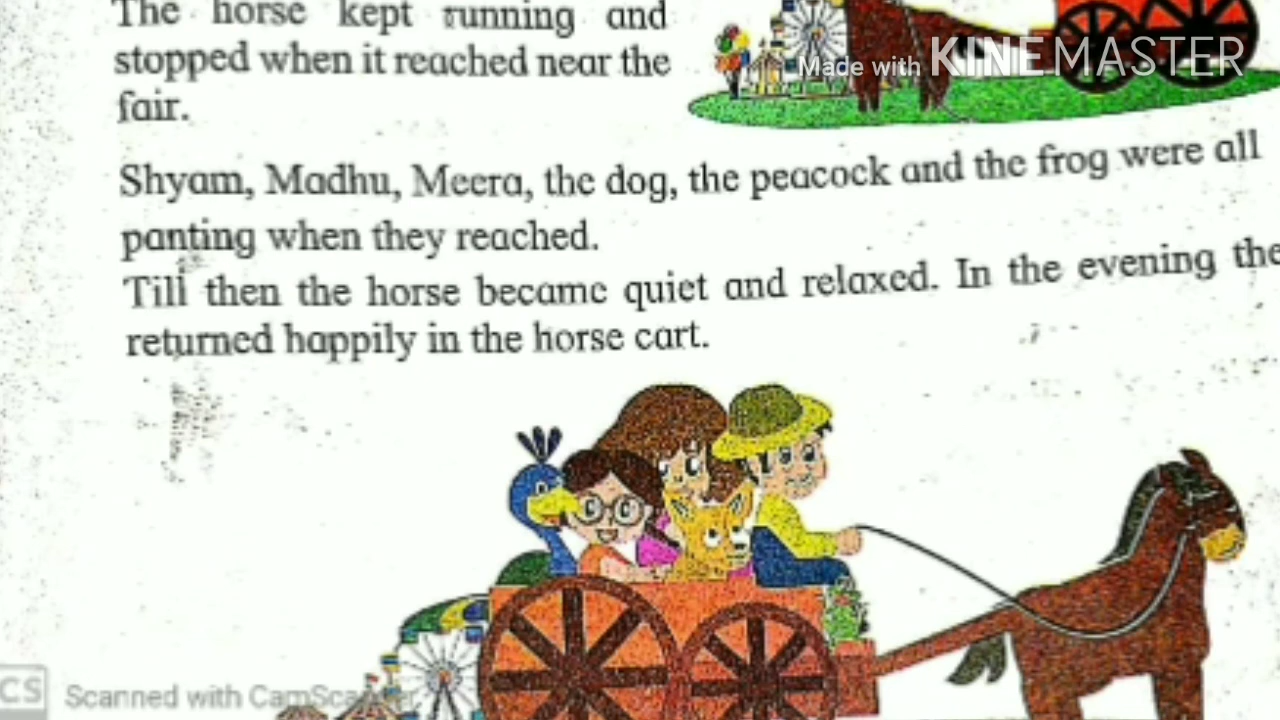 The horse kept running and
stopped when it reached near the
fair.
Made with KINEMASTER
Shyam, Madhu, Meera, the dog, the peacock and the frog were all
panting when they reached.
Till then the horse became quiet and relaxed. In the evening the
returned happily in the horse cart.
CS Scanned with CamScanner